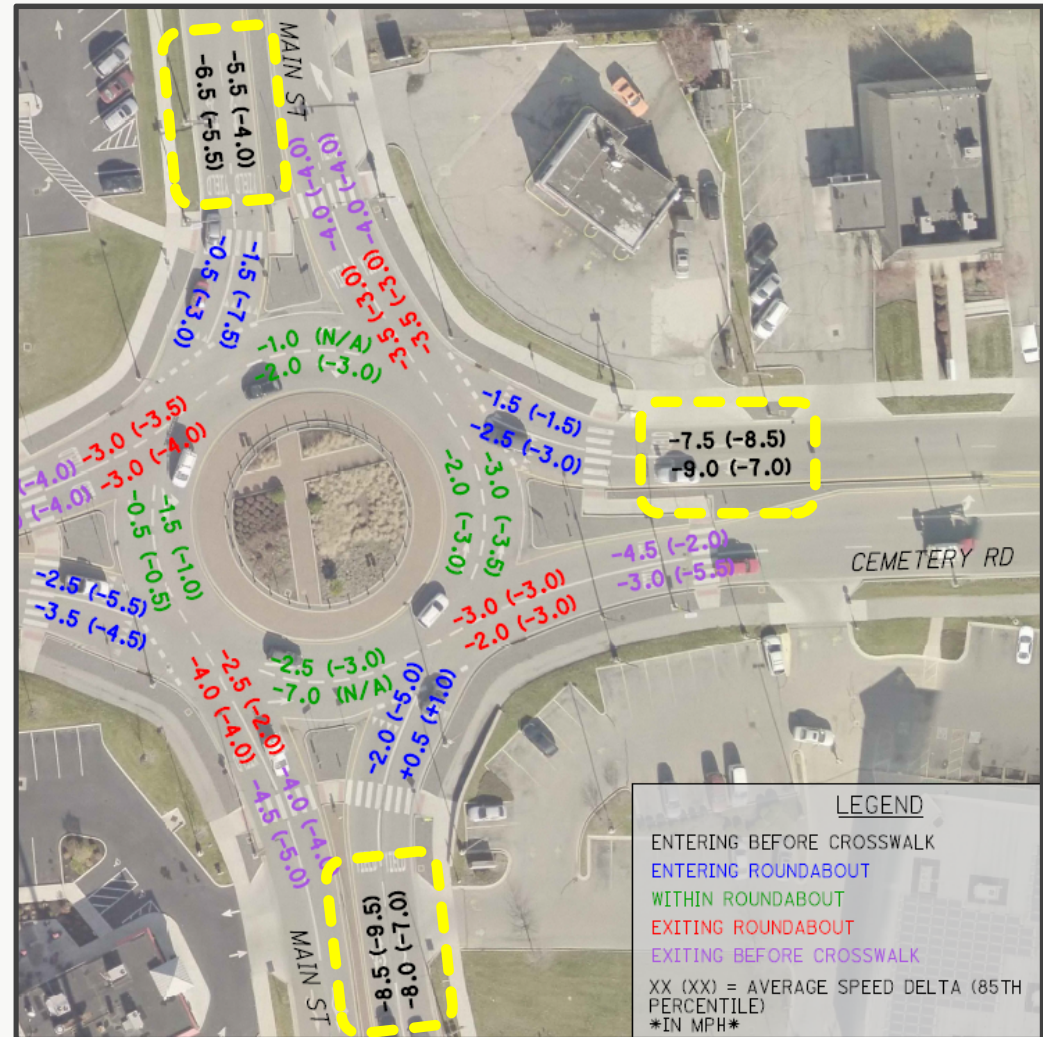 MAIN ST
-5.5 (-4.0)
-6.5 (-5.5)
-4.0 (-4.0)
-4.0 (-4.0)
-1.5 (-7.5)
-0.5 (-3.0)
-3.5 (-3.0)
-3.5 (-3.0)
-1.0 (N/A)
-2.0 (-3.0)
-1.5 (-1.5)
-2.5 (-3.0)
-7.5 (-8.5)
-9.0 (-7.0)
-3.0 (-3.5)
-3.0 (-4.0)
(-4.0)
(-4.0)
-3.0 (-3.5)
-2.0 (-3.0)
-1.5 (-1.0)
-0.5 (-0.5)
-4.5 (-2.0)
-3.0 (-5.5)
CEMETERY RD
-2.5 (-5.5)
-3.5 (-4.5)
-3.0 (-3.0)
-2.0 (-3.0)
-2.5 (-3.0)
-7.0 (N/A)
-2.5 (-2.0)
-4.0 (-4.0)
-2.0 (-5.0)
+0.5 (+1.0)
-4.0 (-4.0
-4.5 (-5.0)
-8.5 (-9.5)
-8.0 (-7.0)
MAIN ST
LEGEND
ENTERING BEFORE CROSSWALK
ENTERING ROUNDABOUT
WITHIN ROUNDABOUT
EXITING ROUNDABOUT
EXITING BEFORE CROSSWALK
XX (XX) = AVERAGE SPEED DELTA (85TH
PERCENTILE)
*IN MPH*